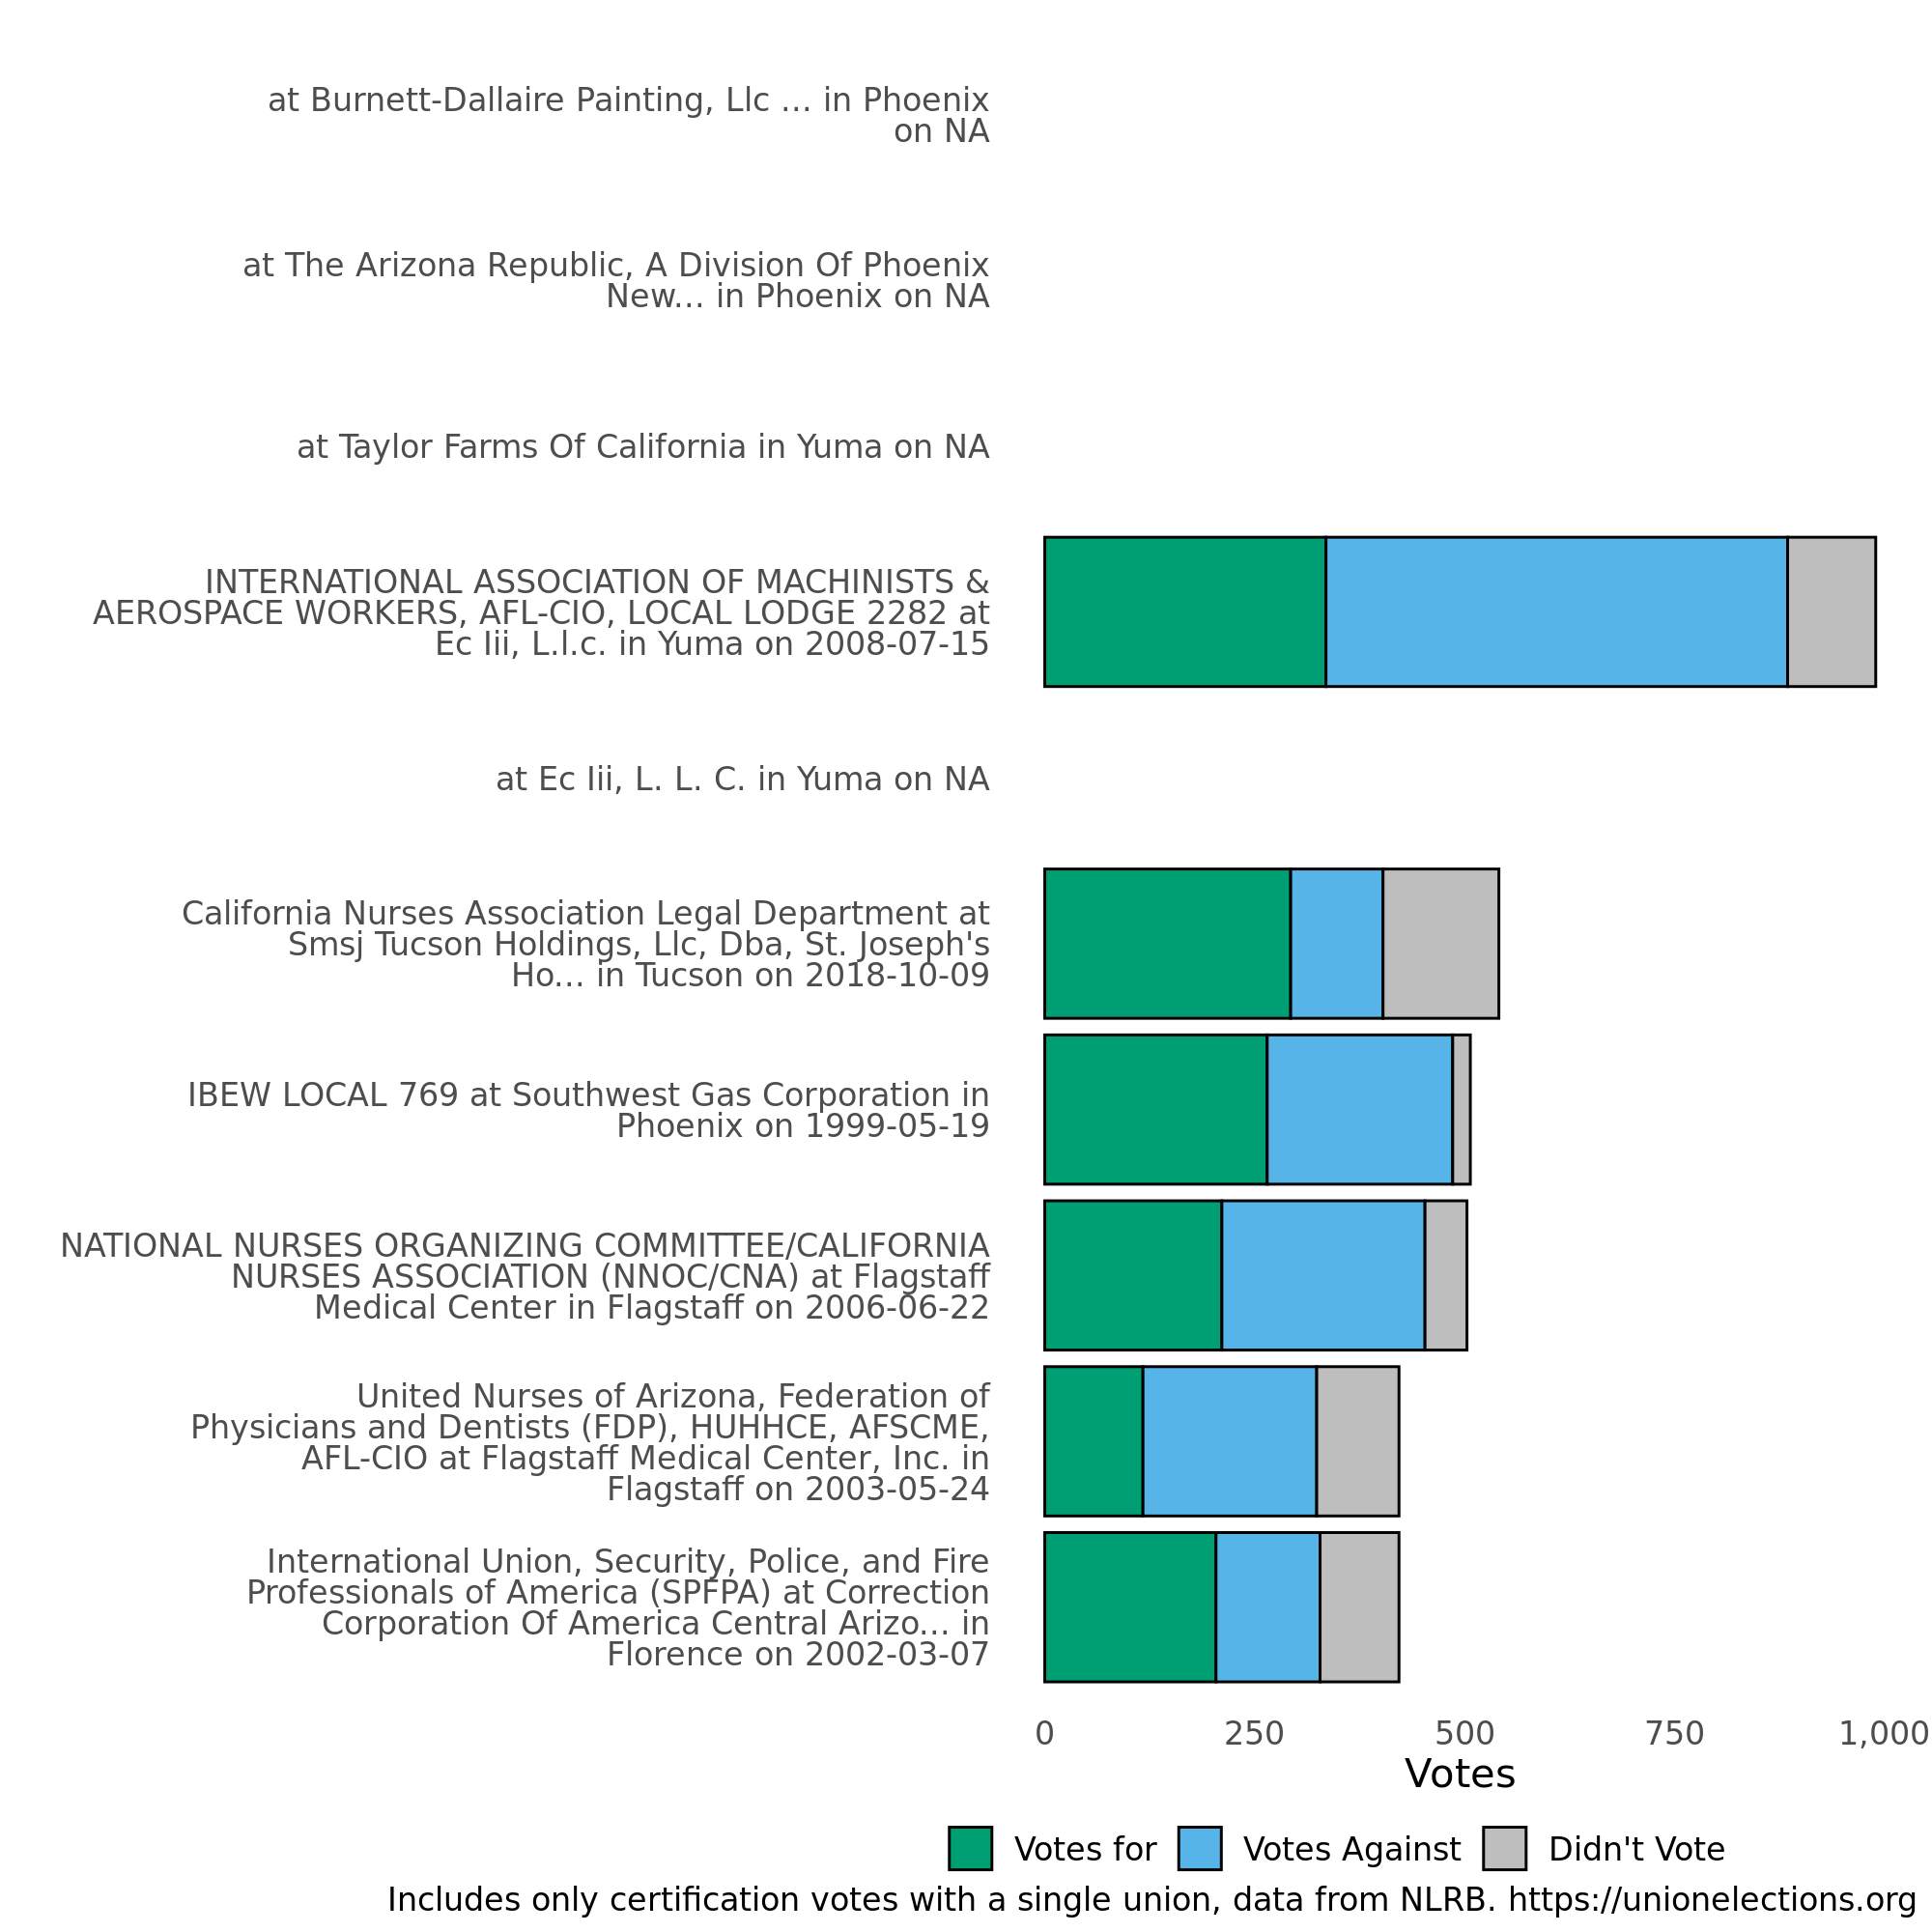 at Burnett-Dallaire Painting, Llc ... in Phoenix
on NA
at The Arizona Republic, A Division Of Phoenix
New... in Phoenix on NA
at Taylor Farms Of California in Yuma on NA
INTERNATIONAL ASSOCIATION OF MACHINISTS &
AEROSPACE WORKERS, AFL-CIO, LOCAL LODGE 2282 at
Ec Iii, L.l.c. in Yuma on 2008-07-15
at Ec Iii, L. L. C. in Yuma on NA
California Nurses Association Legal Department at
Smsj Tucson Holdings, Llc, Dba, St. Joseph's
Ho... in Tucson on 2018-10-09
IBEW LOCAL 769 at Southwest Gas Corporation in
Phoenix on 1999-05-19
NATIONAL NURSES ORGANIZING COMMITTEE/CALIFORNIA
NURSES ASSOCIATION (NNOC/CNA) at Flagstaff
Medical Center in Flagstaff on 2006-06-22
United Nurses of Arizona, Federation of
Physicians and Dentists (FDP), HUHHCE, AFSCME,
AFL-CIO at Flagstaff Medical Center, Inc. in
Flagstaff on 2003-05-24
International Union, Security, Police, and Fire
Professionals of America (SPFPA) at Correction
Corporation Of America Central Arizo... in
Florence on 2002-03-07
0 250 500 750 1,000
Votes
Votes for Votes Against Didn't Vote
Includes only certification votes with a single union, data from NLRB. https://unionelections.org